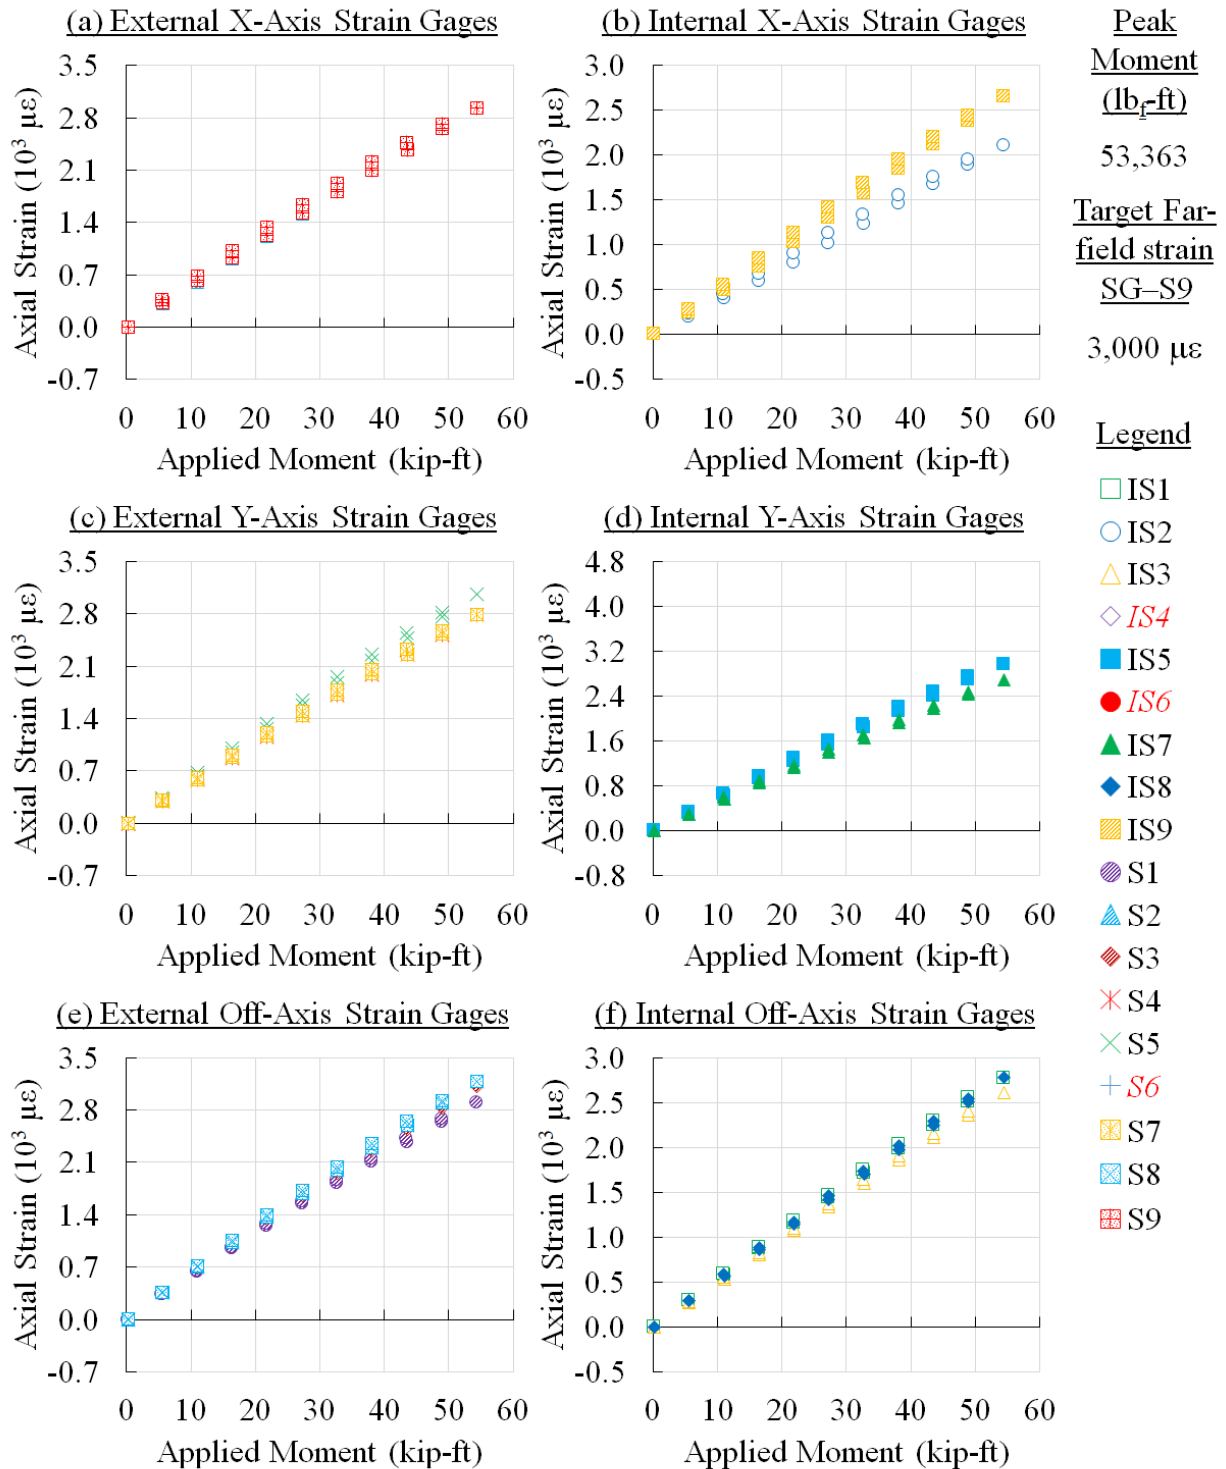 (a) External X-Axis Strain Gages
3.5
2.8
2.1
1.4
0.7
0.0
-0.7
Axial Strain (10³ με)
0 10 20 30 40 50 60
Applied Moment (kip-ft)
(b) Internal X-Axis Strain Gages
3.0
2.5
2.0
1.5
1.0
0.5
0.0
-0.5
Axial Strain (10³ με)
0 10 20 30 40 50 60
Applied Moment (kip-ft)
(c) External Y-Axis Strain Gages
3.5
2.8
2.1
1.4
0.7
0.0
-0.7
Axial Strain (10³ με)
0 10 20 30 40 50 60
Applied Moment (kip-ft)
(d) Internal Y-Axis Strain Gages
4.8
4.0
3.2
2.4
1.6
0.8
0.0
-0.8
Axial Strain (10³ με)
0 10 20 30 40 50 60
Applied Moment (kip-ft)
(e) External Off-Axis Strain Gages
3.5
2.8
2.1
1.4
0.7
0.0
-0.7
Axial Strain (10³ με)
0 10 20 30 40 50 60
Applied Moment (kip-ft)
(f) Internal Off-Axis Strain Gages
3.0
2.5
2.0
1.5
1.0
0.5
0.0
-0.5
Axial Strain (10³ με)
0 10 20 30 40 50 60
Applied Moment (kip-ft)
Peak
Moment
(lbf-ft)
53,363
Target Far-
field strain
SG–S9
3,000 με
Legend
IS1
IS2
IS3
IS4
IS5
IS6
IS7
IS8
IS9
S1
S2
S3
S4
S5
S6
S7
S8
S9